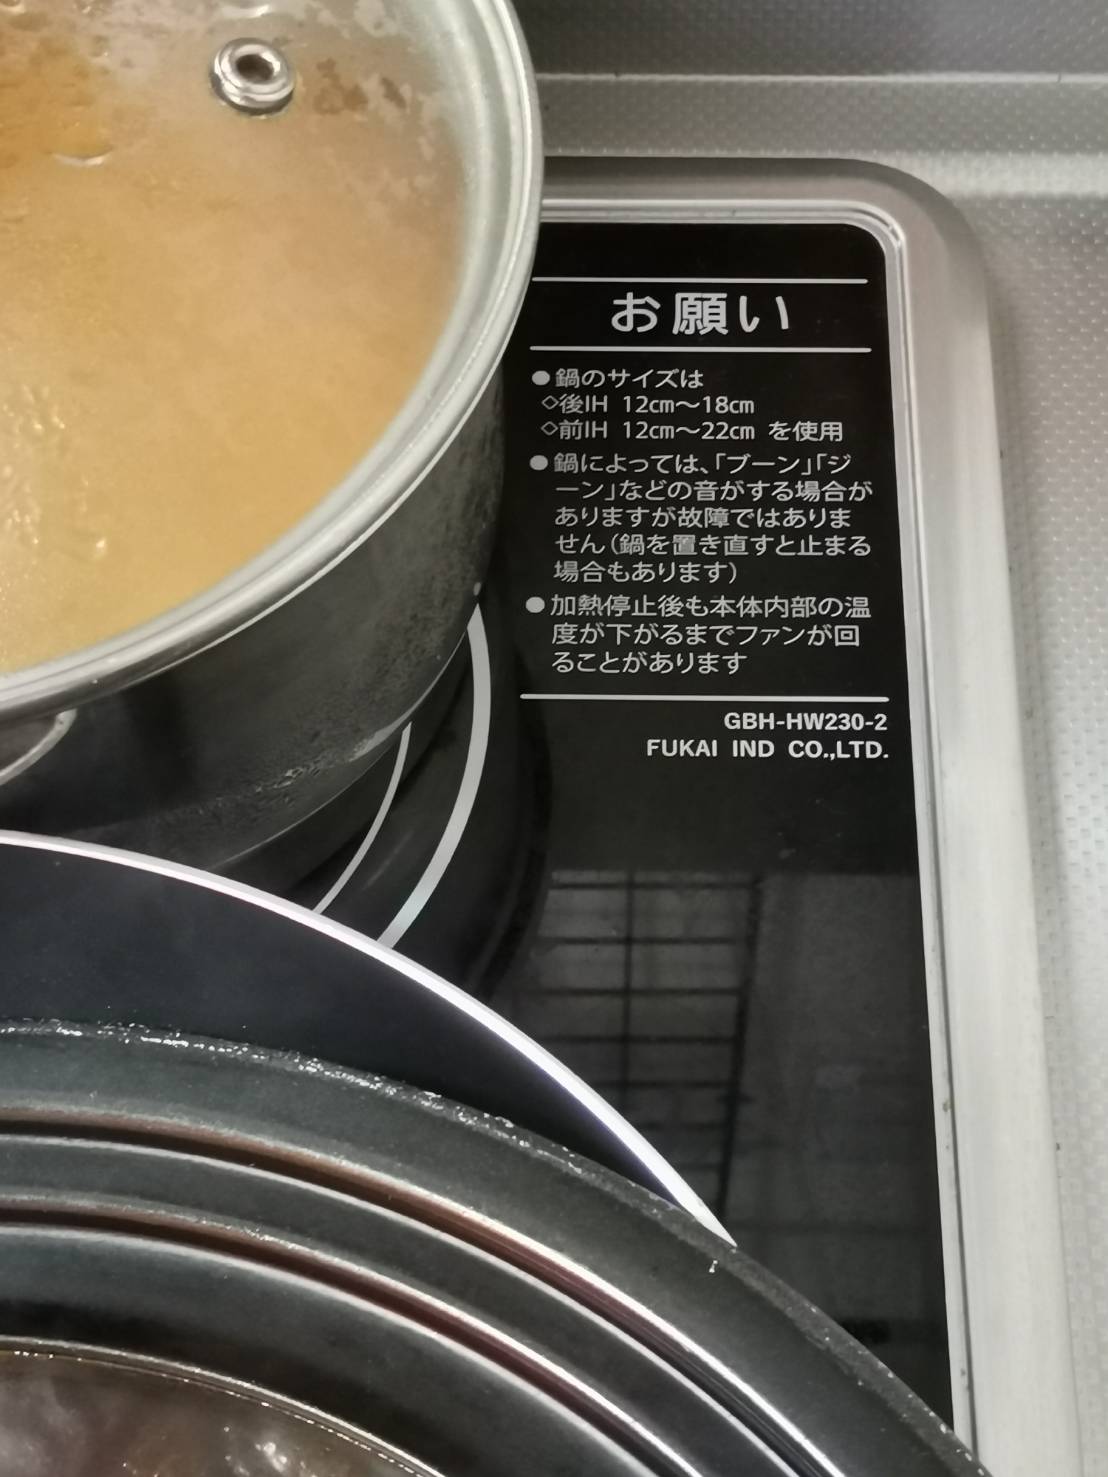 お願い
●鍋のサイズは
◇後IH 12㎝～18㎝
◇前IH 12㎝～22㎝ を使用
●鍋によっては、「ブーン」「ジ
ーン」などの音がする場合が
ありますが故障ではありま
せん（鍋を置き直すと止まる
場合もあります）
●加熱停止後も本体内部の温
度が下がるまでファンが回
ることがあります
GBH-HW230-2
FUKAI IND CO.,LTD.